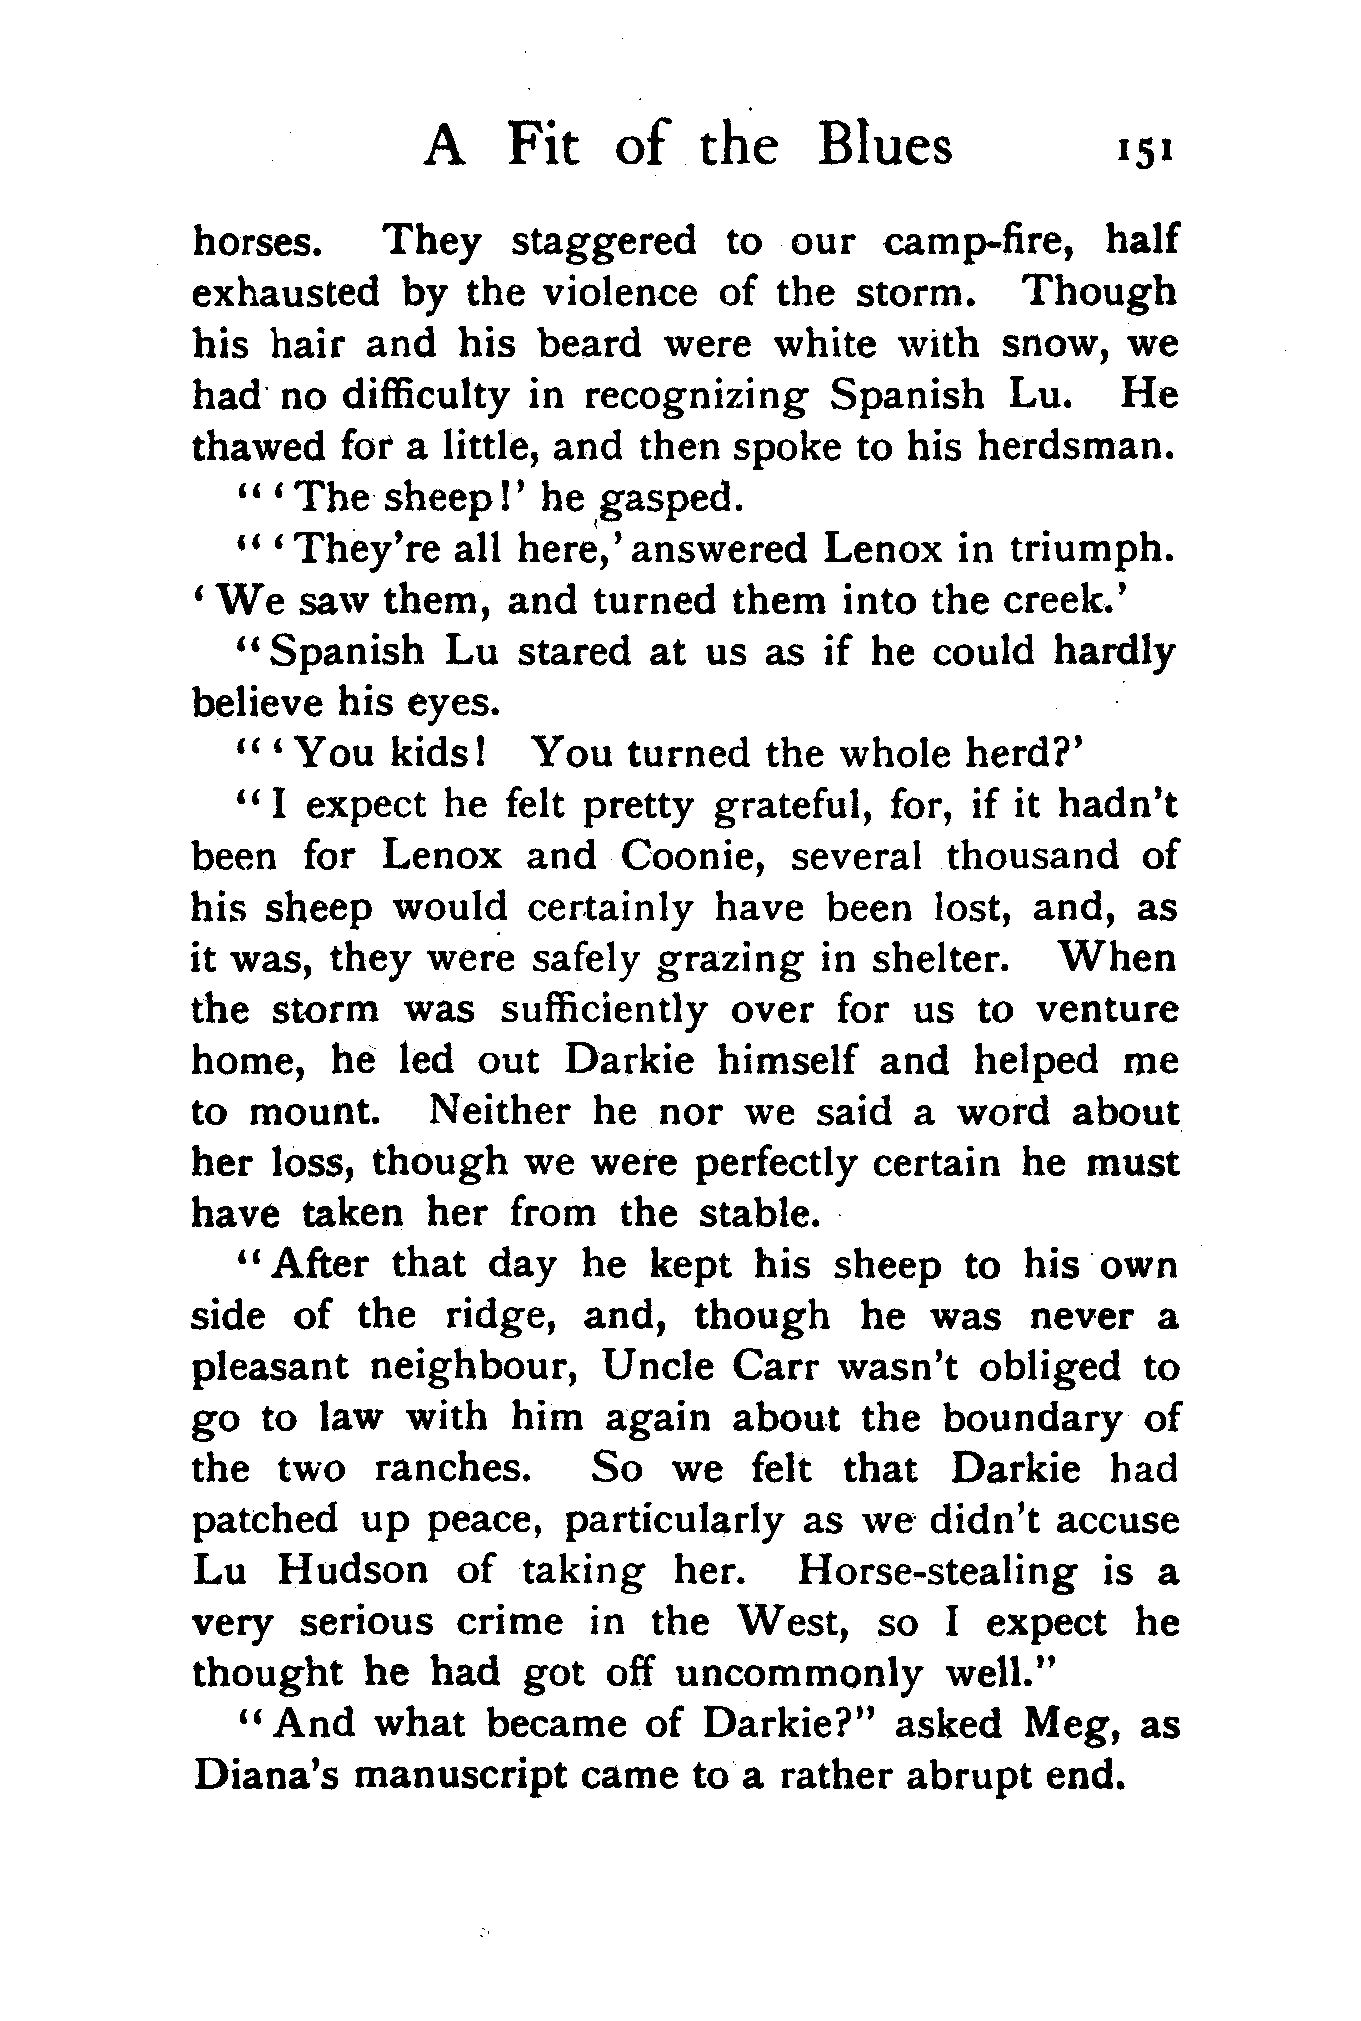 A Fit of the Blues 151
horses. They staggered to our camp-fire, half
exhausted by the violence of the storm. Though
his hair and his beard were white with snow, we
had no difficulty in recognizing Spanish Lu. He
thawed for a little, and then spoke to his herdsman.
“‘The sheep!’ he gasped.
“‘They’re all here,’ answered Lenox in triumph.
‘We saw them, and turned them into the creek.’
“Spanish Lu stared at us as if he could hardly
believe his eyes.
“‘You kids! You turned the whole herd?’
“I expect he felt pretty grateful, for, if it hadn’t
been for Lenox and Coonie, several thousand of
his sheep would certainly have been lost, and, as
it was, they were safely grazing in shelter. When
the storm was sufficiently over for us to venture
home, he led out Darkie himself and helped me
to mount. Neither he nor we said a word about
her loss, though we were perfectly certain he must
have taken her from the stable.
“After that day he kept his sheep to his own
side of the ridge, and, though he was never a
pleasant neighbour, Uncle Carr wasn’t obliged to
go to law with him again about the boundary of
the two ranches. So we felt that Darkie had
patched up peace, particularly as we didn’t accuse
Lu Hudson of taking her. Horse-stealing is a
very serious crime in the West, so I expect he
thought he had got off uncommonly well.”
“And what became of Darkie?” asked Meg, as
Diana’s manuscript came to a rather abrupt end.